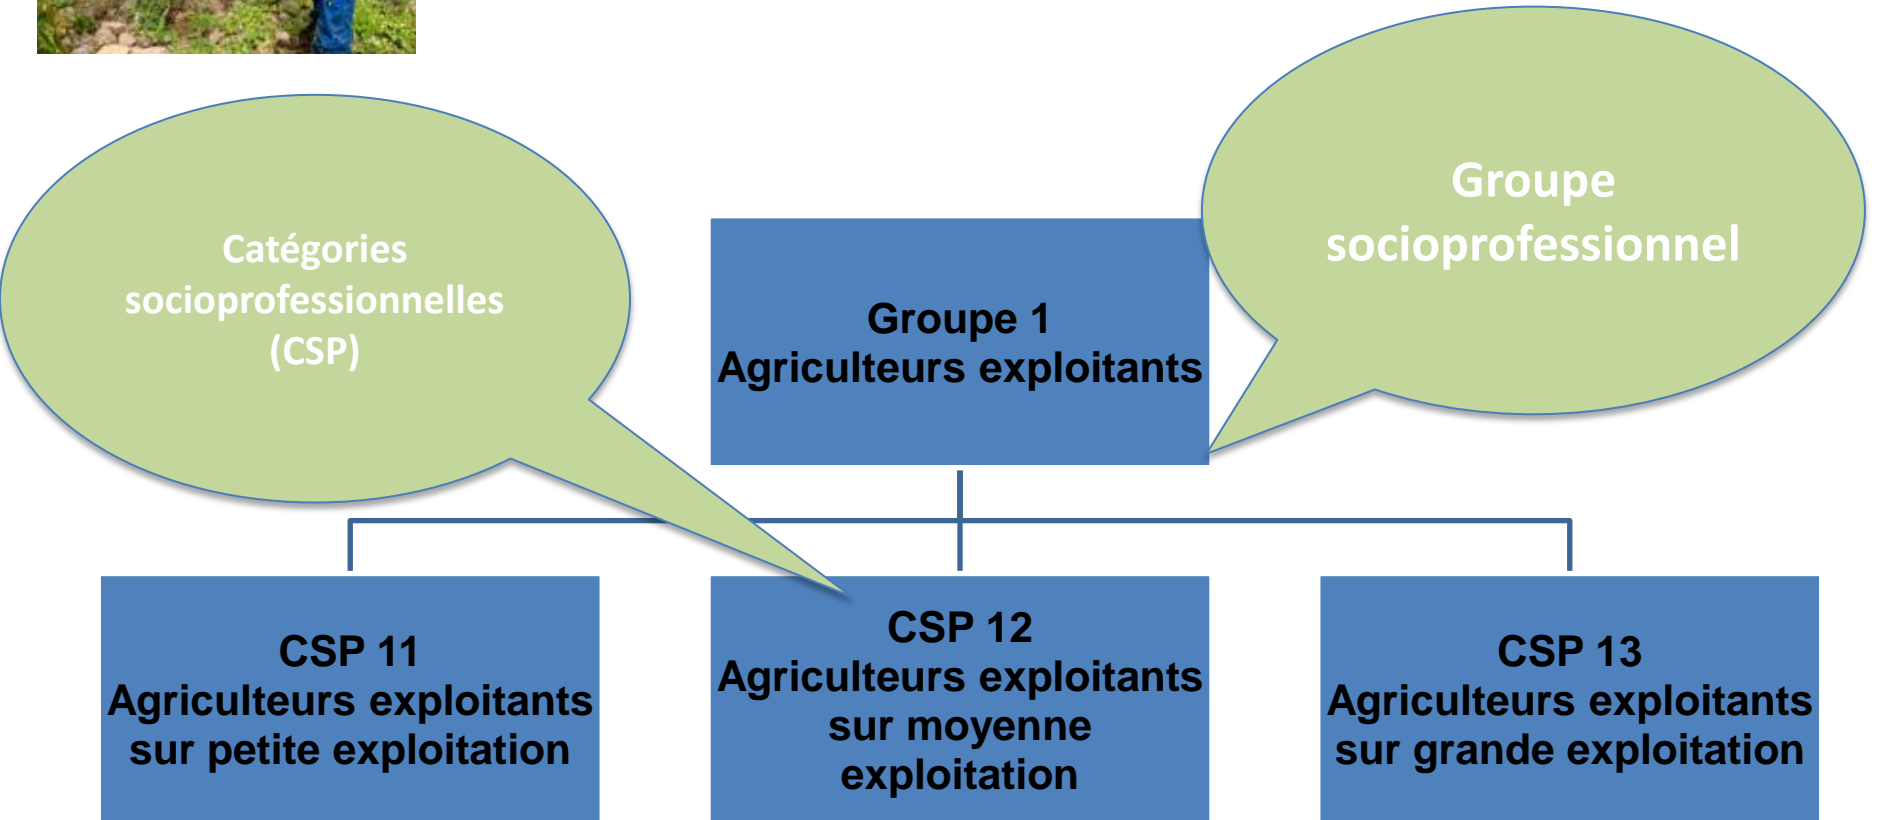 Groupe
socioprofessionnel
Catégories
socioprofessionnelles
(CSP)
Groupe 1
Agriculteurs exploitants
CSP 11
Agriculteurs exploitants
sur petite exploitation
CSP 12
Agriculteurs exploitants
sur moyenne
exploitation
CSP 13
Agriculteurs exploitants
sur grande exploitation